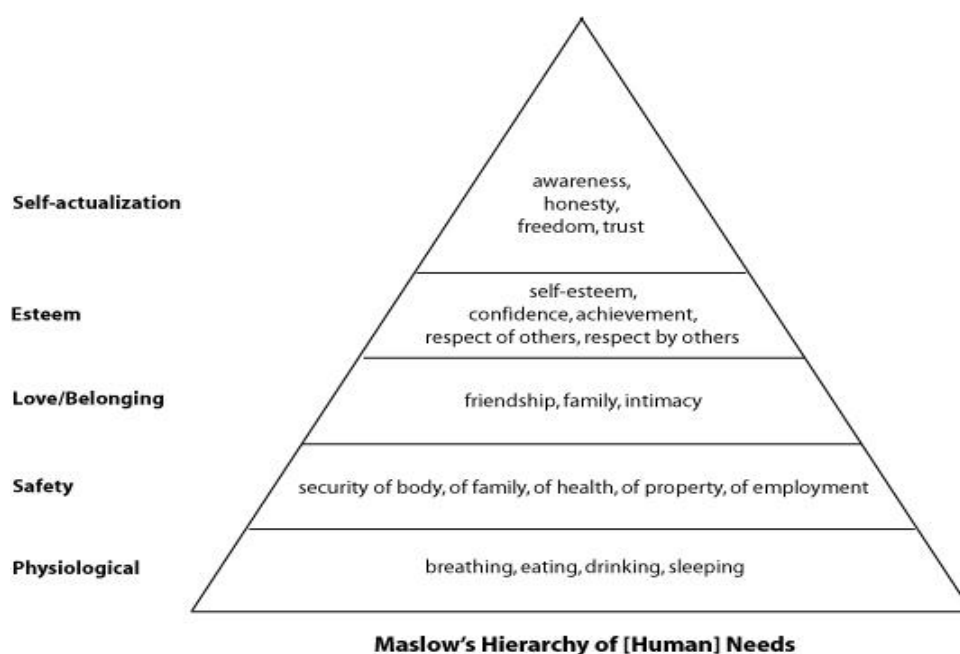 Self-actualization
awareness,
honesty,
freedom, trust
Esteem
self-esteem,
confidence, achievement,
respect of others, respect by others
Love/Belonging
friendship, family, intimacy
Safety
security of body, of family, of health, of property, of employment
Physiological
breathing, eating, drinking, sleeping
Maslow's Hierarchy of [Human] Needs